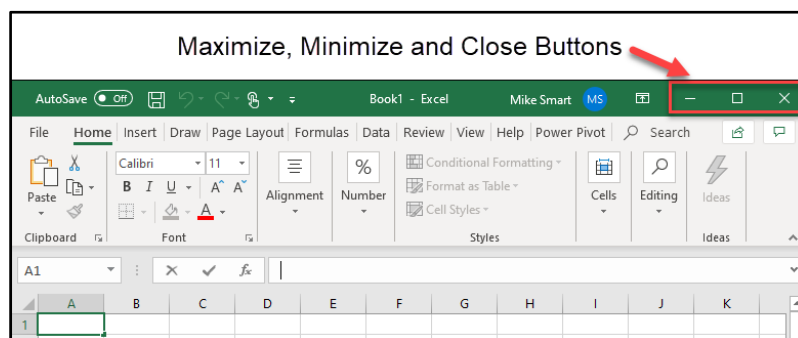 Maximize, Minimize and Close Buttons
AutoSave Off Book1 - Excel Mike Smart MS
File Home Insert Draw Page Layout Formulas Data Review View Help Power Pivot Search
Calibri 11 % Conditional Formatting
B I U A A Format as Table
Paste Alignment Number Cell Styles Cells Editing Ideas
A
Clipboard Font Styles Ideas
A1 fx
A B C D E F G H I J K
1